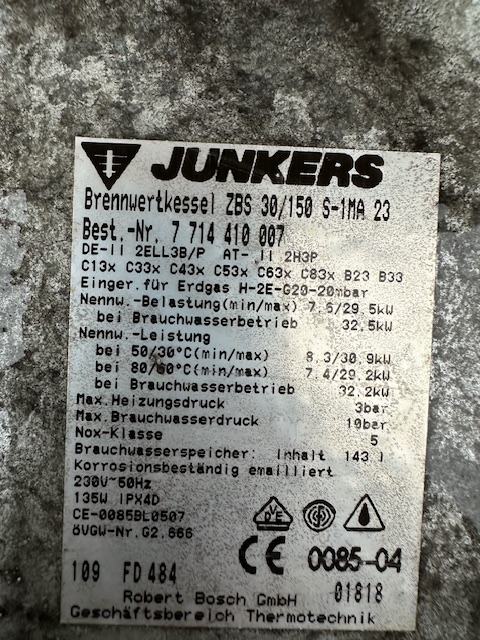 JUNKERS
Brennwertkessel ZBS 30/150 S-1MA 23
Best.-Nr. 7 714 410 007
DE-II 2ELL3B/P AT- II 2H3P
C13x C33x C43x C53x C63x C83x B23 B33
Einger.für Erdgas H-2E-G20-20mbar
Nennw.-Belastung(min/max) 7.6/29.5kW
bei Brauchwasserbetrieb 32.5kW
Nennw.-Leistung
bei 50/30°C(min/max) 8.3/30.9kW
bei 80/60°C(min/max) 7.4/29.2kW
bei Brauchwasserbetrieb 32.2kW
Max.Heizungsdruck 3bar
Max.Brauchwasserdruck 10bar
Nox-Klasse 5
Brauchwasserspeicher: Inhalt 143.l
Korrosionsbeständig emailliert
230V~50Hz
135W IPX4D
CE-0085BL0507
öVGW-Nr.G2.666
VDE
CE 0085-04
109 FD 484 01818
Robert Bosch GmbH
Geschäftsbereich Thermotechnik